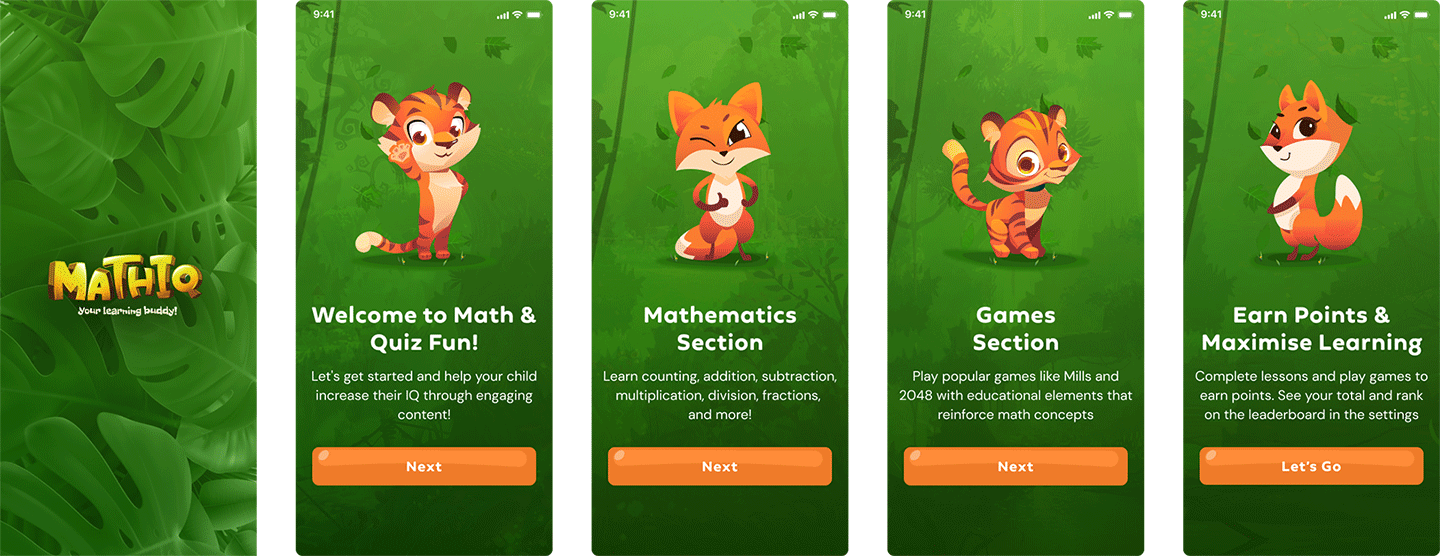 MATHIQ
your learning buddy!
9:41
Welcome to Math &
Quiz Fun!
Let's get started and help your child
increase their IQ through engaging
content!
Next
9:41
Mathematics
Section
Learn counting, addition, subtraction,
multiplication, division, fractions,
and more!
Next
9:41
Games
Section
Play popular games like Mills and
2048 with educational elements that
reinforce math concepts
Next
9:41
Earn Points &
Maximise Learning
Complete lessons and play games to
earn points. See your total and rank
on the leaderboard in the settings
Let's Go